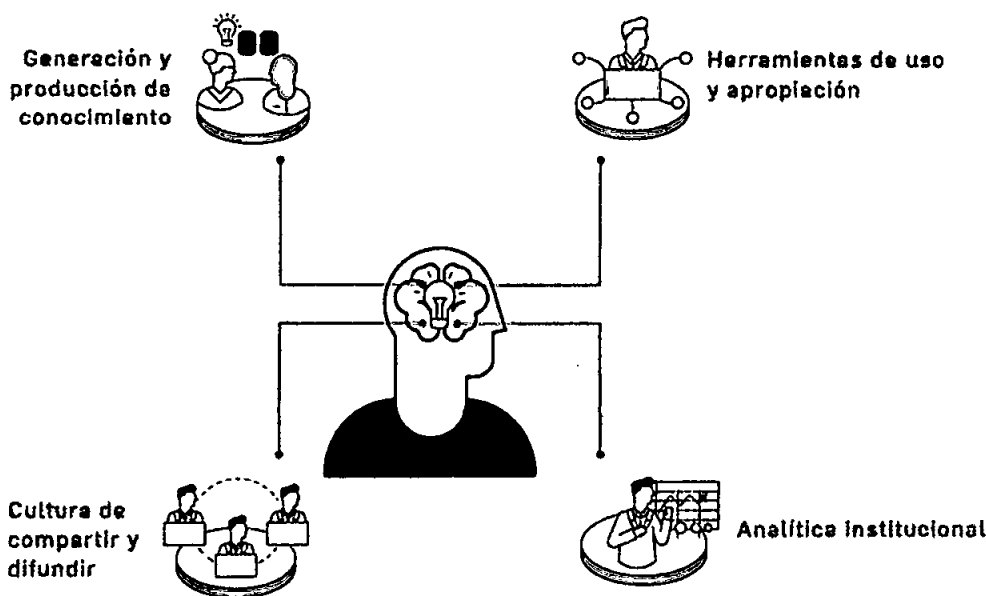 Generación y
producción de
conocimiento
Herramientas de uso
y apropiación
Cultura de
compartir y
difundir
Analítica institucional